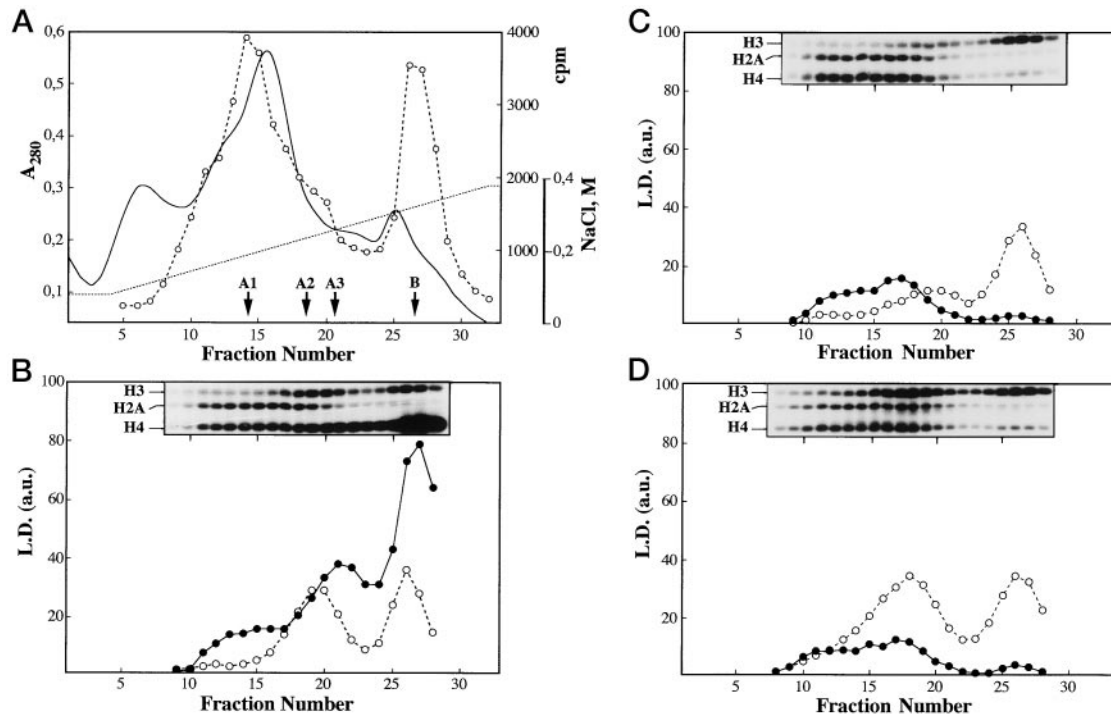 A
0,6
0,5
0,4
0,3
0,2
0,1
A280
4000
3000
2000
1000
0
cpm
0,4
0,2
NaCl, M
A1
A2
A3
B
5
10
15
20
25
30
Fraction Number
B
100
80
60
40
20
L.D. (a.u.)
H3
H2A
H4
5
10
15
20
25
30
Fraction Number
C
100
80
60
40
20
L.D. (a.u.)
H3
H2A
H4
5
10
15
20
25
30
Fraction Number
D
100
80
60
40
20
L.D. (a.u.)
H3
H2A
H4
5
10
15
20
25
30
Fraction Number